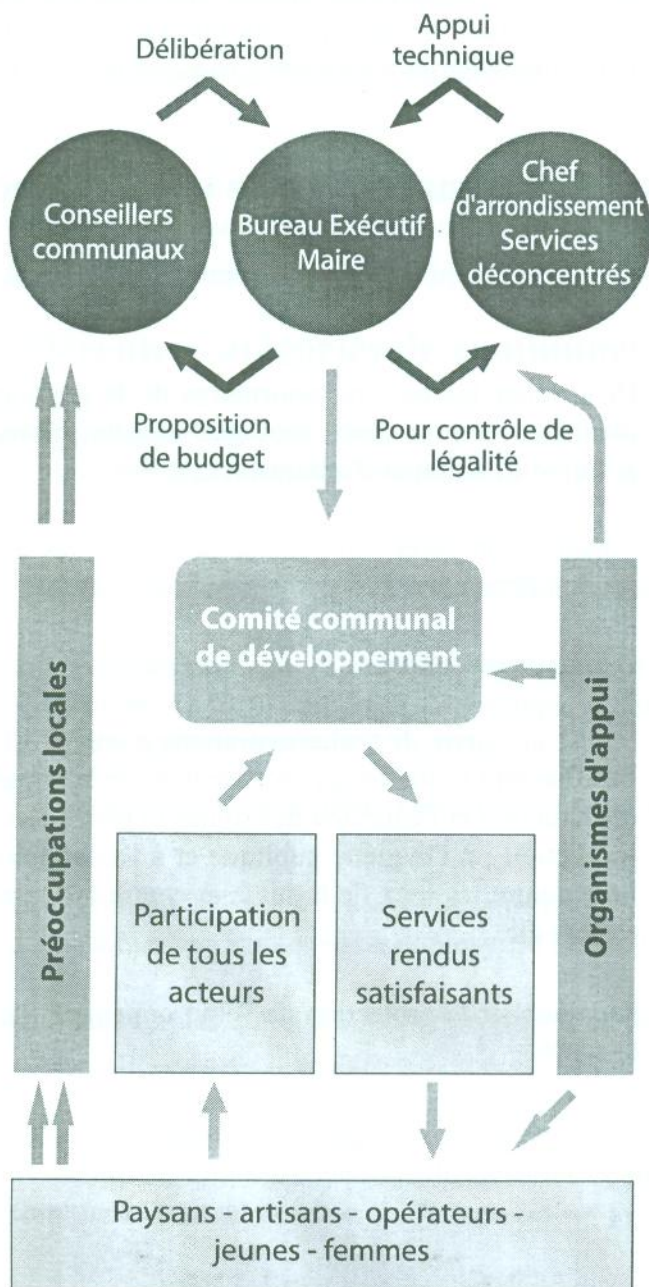 Délibération
Appui
technique
Conseillers
communaux
Bureau Exécutif
Maire
Chef
d'arrondissement
Services
déconcentrés
Proposition
de budget
Pour contrôle de
légalité
Comité communal
de développement
Préoccupations locales
Organismes d'appui
Participation
de tous les
acteurs
Services
rendus
satisfaisants
Paysans - artisans - opérateurs -
jeunes - femmes